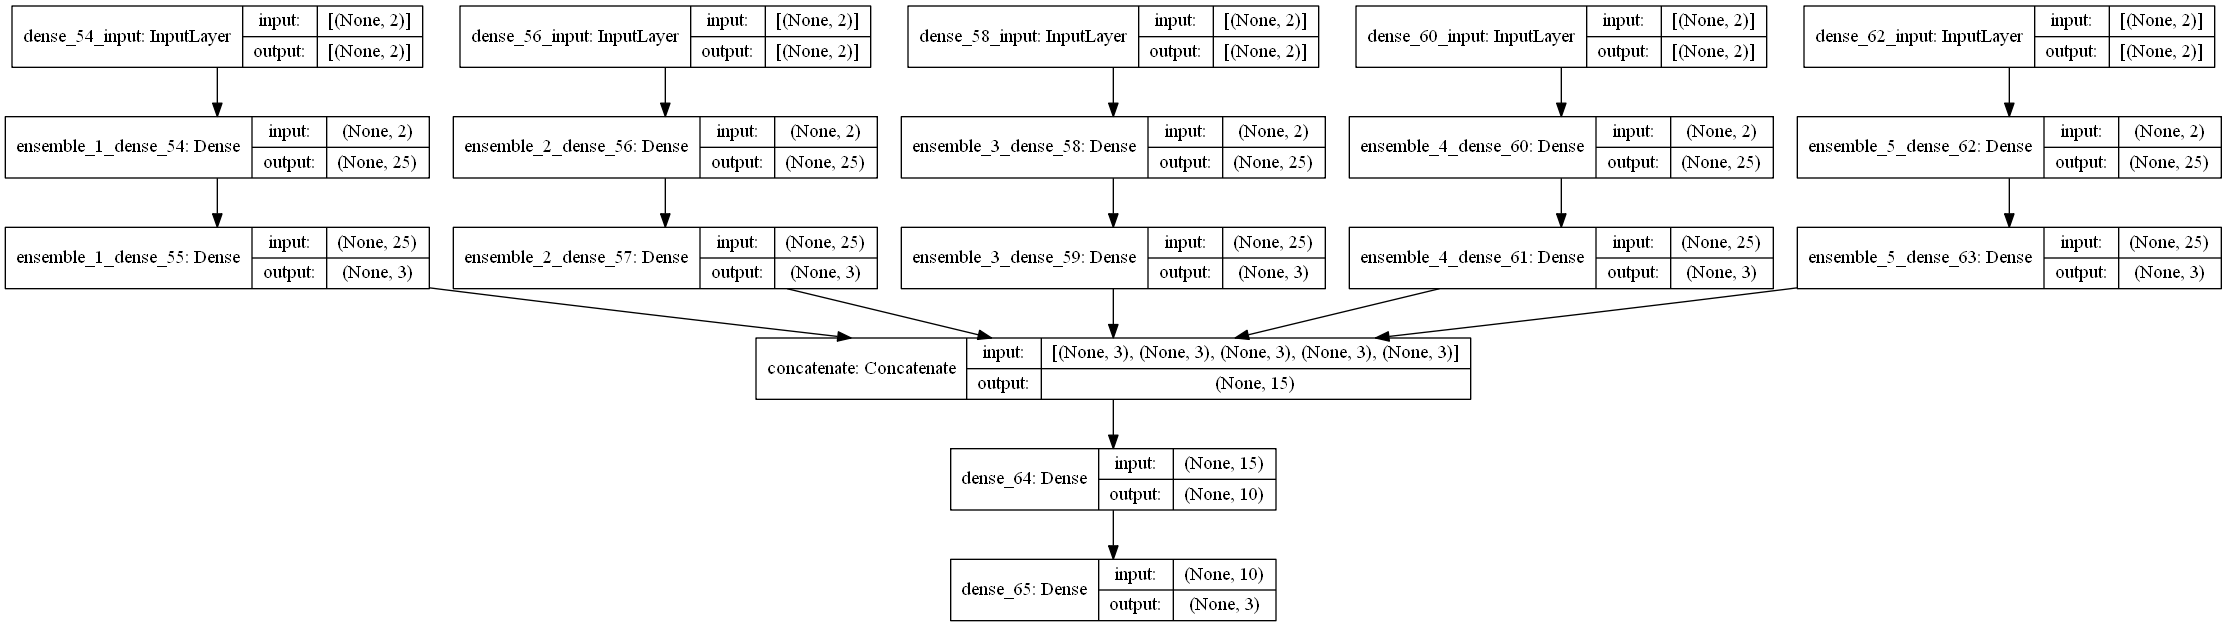 dense_54_input: InputLayer
input: [(None, 2)]
output: [(None, 2)]
dense_56_input: InputLayer
input: [(None, 2)]
output: [(None, 2)]
dense_58_input: InputLayer
input: [(None, 2)]
output: [(None, 2)]
dense_60_input: InputLayer
input: [(None, 2)]
output: [(None, 2)]
dense_62_input: InputLayer
input: [(None, 2)]
output: [(None, 2)]
ensemble_1_dense_54: Dense
input: (None, 2)
output: (None, 25)
ensemble_2_dense_56: Dense
input: (None, 2)
output: (None, 25)
ensemble_3_dense_58: Dense
input: (None, 2)
output: (None, 25)
ensemble_4_dense_60: Dense
input: (None, 2)
output: (None, 25)
ensemble_5_dense_62: Dense
input: (None, 2)
output: (None, 25)
ensemble_1_dense_55: Dense
input: (None, 25)
output: (None, 3)
ensemble_2_dense_57: Dense
input: (None, 25)
output: (None, 3)
ensemble_3_dense_59: Dense
input: (None, 25)
output: (None, 3)
ensemble_4_dense_61: Dense
input: (None, 25)
output: (None, 3)
ensemble_5_dense_63: Dense
input: (None, 25)
output: (None, 3)
concatenate: Concatenate
input: [(None, 3), (None, 3), (None, 3), (None, 3), (None, 3)]
output: (None, 15)
dense_64: Dense
input: (None, 15)
output: (None, 10)
dense_65: Dense
input: (None, 10)
output: (None, 3)